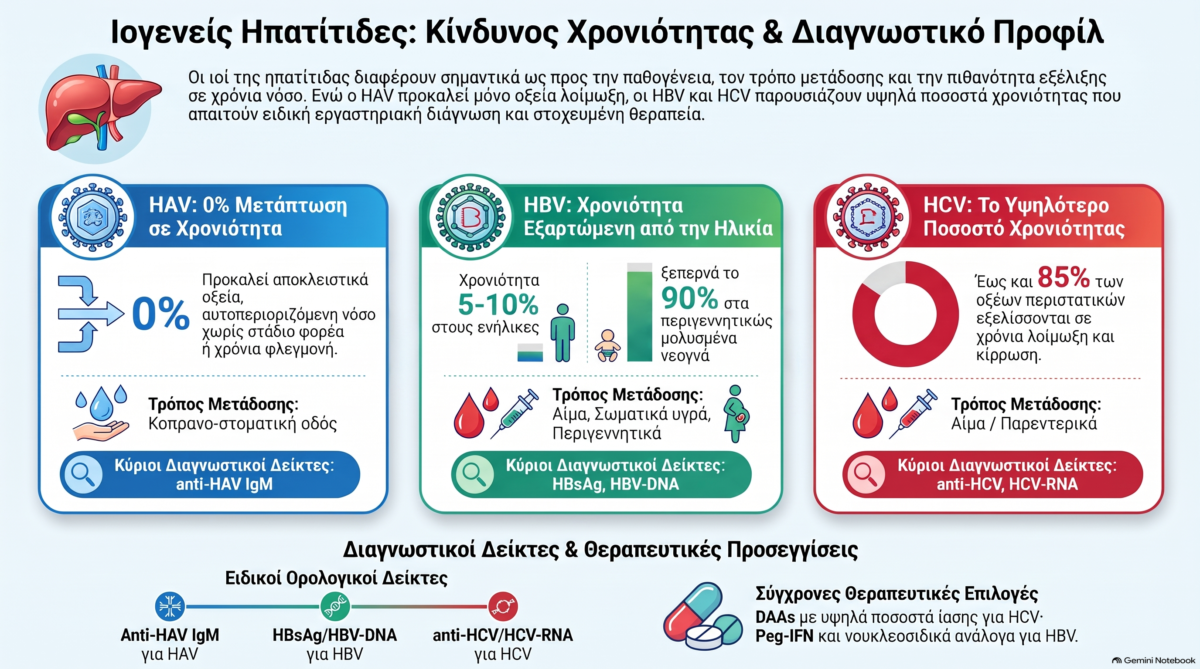 Ιογενείς Ηπατίτιδες: Κίνδυνος Χρονιότητας & Διαγνωστικό Προφίλ
Οι ιοί της ηπατίτιδας διαφέρουν σημαντικά ως προς την παθογένεια, τον τρόπο μετάδοσης και την πιθανότητα εξέλιξης
σε χρόνια νόσο. Ενώ ο HAV προκαλεί μόνο οξεία λοίμωξη, οι HBV και HCV παρουσιάζουν υψηλά ποσοστά χρονιότητας που
απαιτούν ειδική εργαστηριακή διάγνωση και στοχευμένη θεραπεία.
HAV: 0% Μετάπτωση
σε Χρονιότητα
0%
Προκαλεί αποκλειστικά
οξεία,
αυτοπεριοριζόμενη νόσο
χωρίς στάδιο φορέα
ή χρόνια φλεγμονή.
Τρόπος Μετάδοσης:
Κοπρανο-στοματική οδός
Κύριοι Διαγνωστικοί Δείκτες:
anti-HAV IgM
HBV: Χρονιότητα
Εξαρτώμενη από την Ηλικία
Χρονιότητα
5-10%
στους ενήλικες
ξεπερνά το
90% στα
περιγεννητικώς
μολυσμένα
νεογνά
Τρόπος Μετάδοσης:
Αίμα, Σωματικά υγρά,
Περιγεννητικά
Κύριοι Διαγνωστικοί Δείκτες:
HBsAg, HBV-DNA
HCV: Το Υψηλότερο
Ποσοστό Χρονιότητας
Έως και 85% των
οξέων περιστατικών
εξελίσσονται σε
χρόνια λοίμωξη και
κίρρωση.
Τρόπος Μετάδοσης:
Αίμα / Παρεντερικά
Κύριοι Διαγνωστικοί Δείκτες:
anti-HCV, HCV-RNA
Διαγνωστικοί Δείκτες & Θεραπευτικές Προσεγγίσεις
Ειδικοί Ορολογικοί Δείκτες
Anti-HAV IgM
για HAV
HBsAg/HBV-DNA
για HBV
anti-HCV/HCV-RNA
για HCV
Σύγχρονες Θεραπευτικές Επιλογές
DAAs με υψηλά ποσοστά ίασης για HCV·
Peg-IFN και νουκλεοσιδικά ανάλογα για HBV.
Gemini Notebook